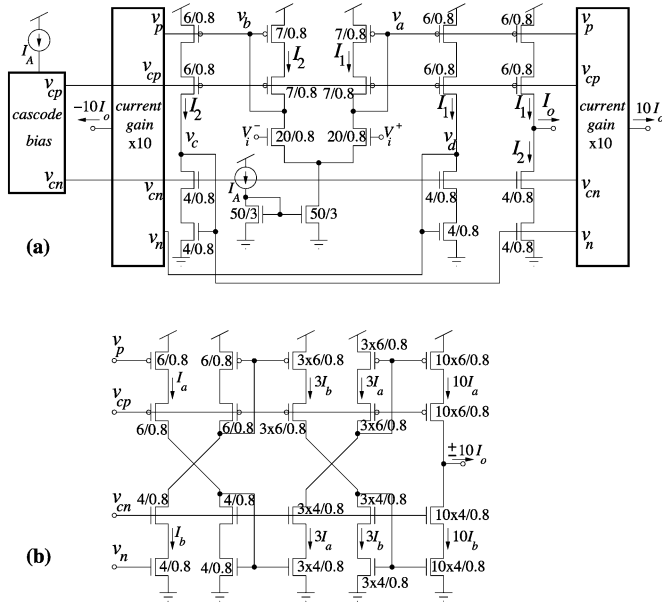 6/0.8
v_b
v_a
6/0.8
6/0.8
I_A
v_p
7/0.8
7/0.8
v_p
I_2
I_1
v_cp
6/0.8
6/0.8
6/0.8
v_cp
cascode bias
−10I_o
current gain x10
I_2
7/0.8
7/0.8
I_1
I_1
I_o
current gain x10
10I_o
V_i^-
20/0.8
20/0.8
V_i^+
v_c
v_d
I_2
v_cn
v_cn
I_A
v_cn
4/0.8
4/0.8
4/0.8
50/3
50/3
(a)
v_n
4/0.8
4/0.8
4/0.8
v_n
v_p
6/0.8
6/0.8
3x6/0.8
3x6/0.8
10x6/0.8
I_a
3I_b
3I_a
10I_a
v_cp
6/0.8
6/0.8
3x6/0.8
3x6/0.8
10x6/0.8
±10I_o
v_cn
4/0.8
4/0.8
3x4/0.8
3x4/0.8
10x4/0.8
I_b
3I_a
3I_b
10I_b
(b)
v_n
4/0.8
4/0.8
3x4/0.8
3x4/0.8
10x4/0.8